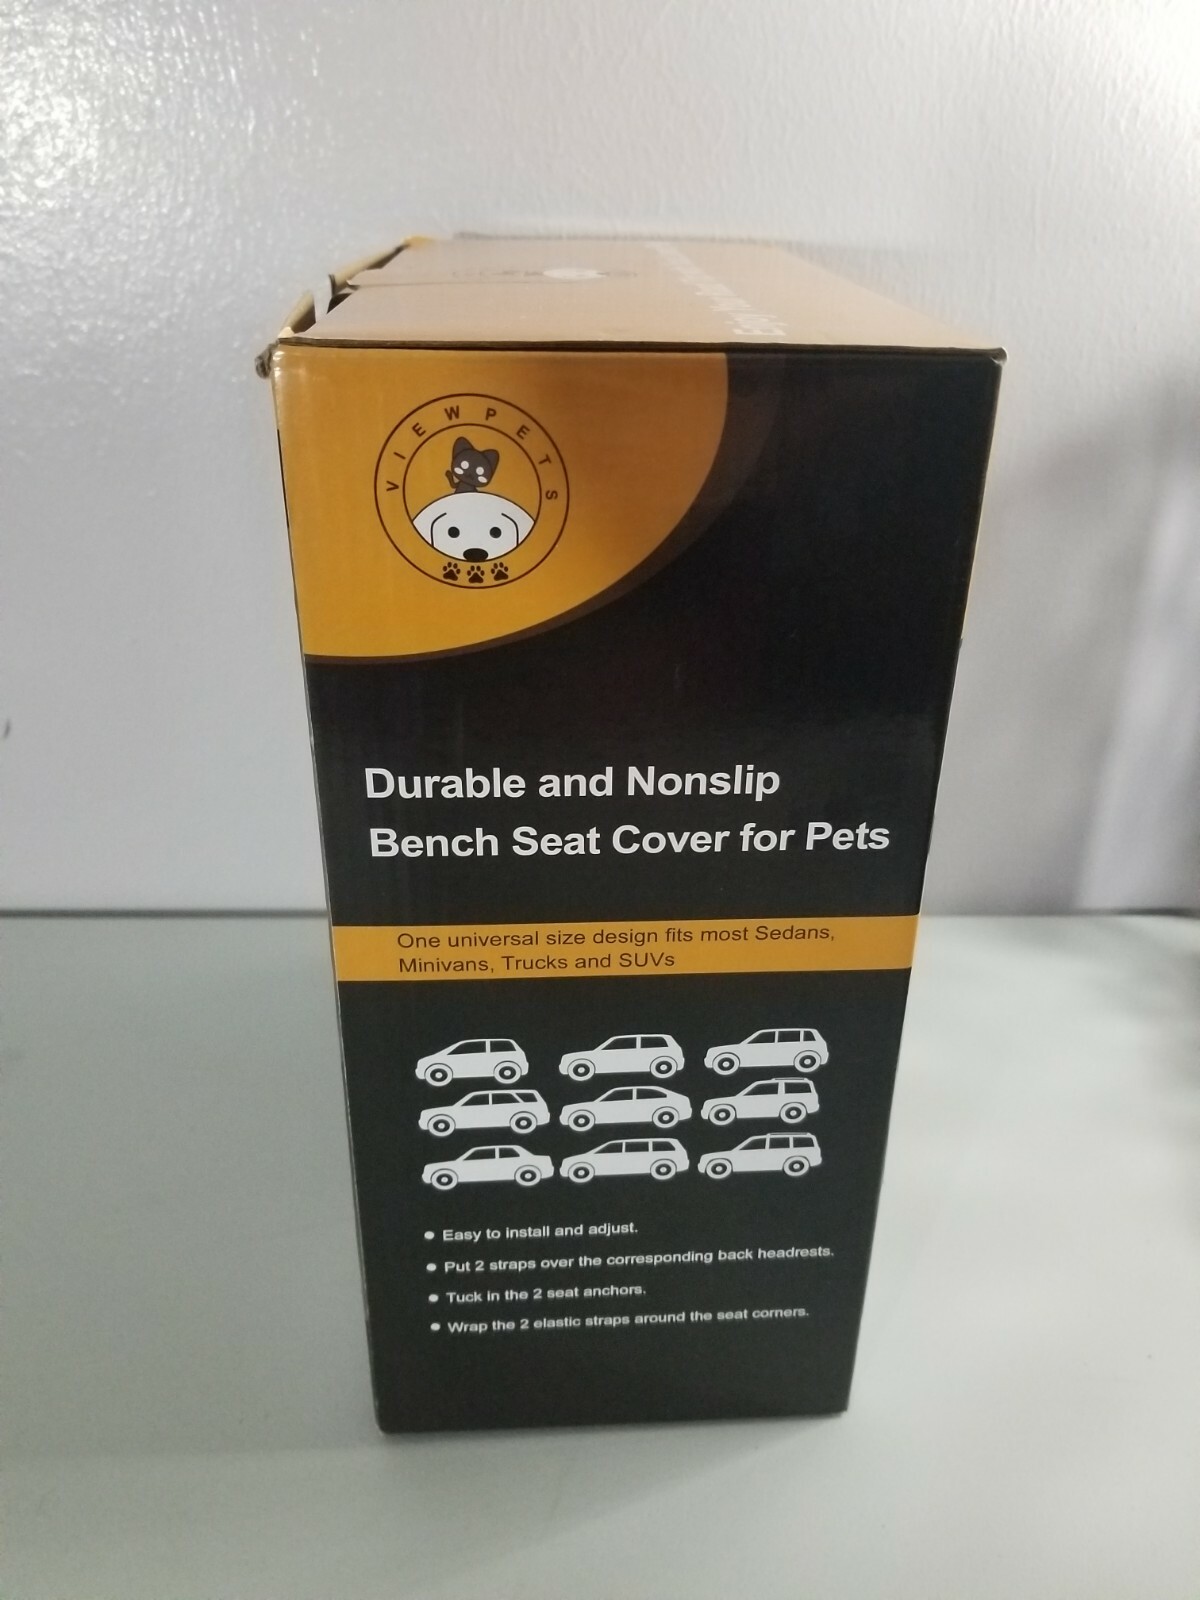 VIEWPETS
Durable and Nonslip
Bench Seat Cover for Pets
One universal size design fits most Sedans,
Minivans, Trucks and SUVs
• Easy to install and adjust.
• Put 2 straps over the corresponding back headrests.
• Tuck in the 2 seat anchors.
• Wrap the 2 elastic straps around the seat corners.